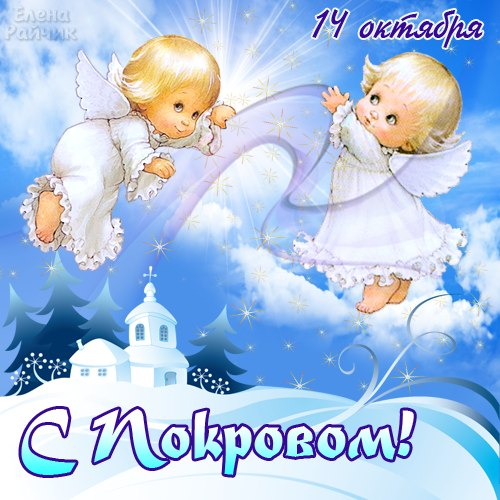 Елена
Райчик
14 октября
С Покровом!